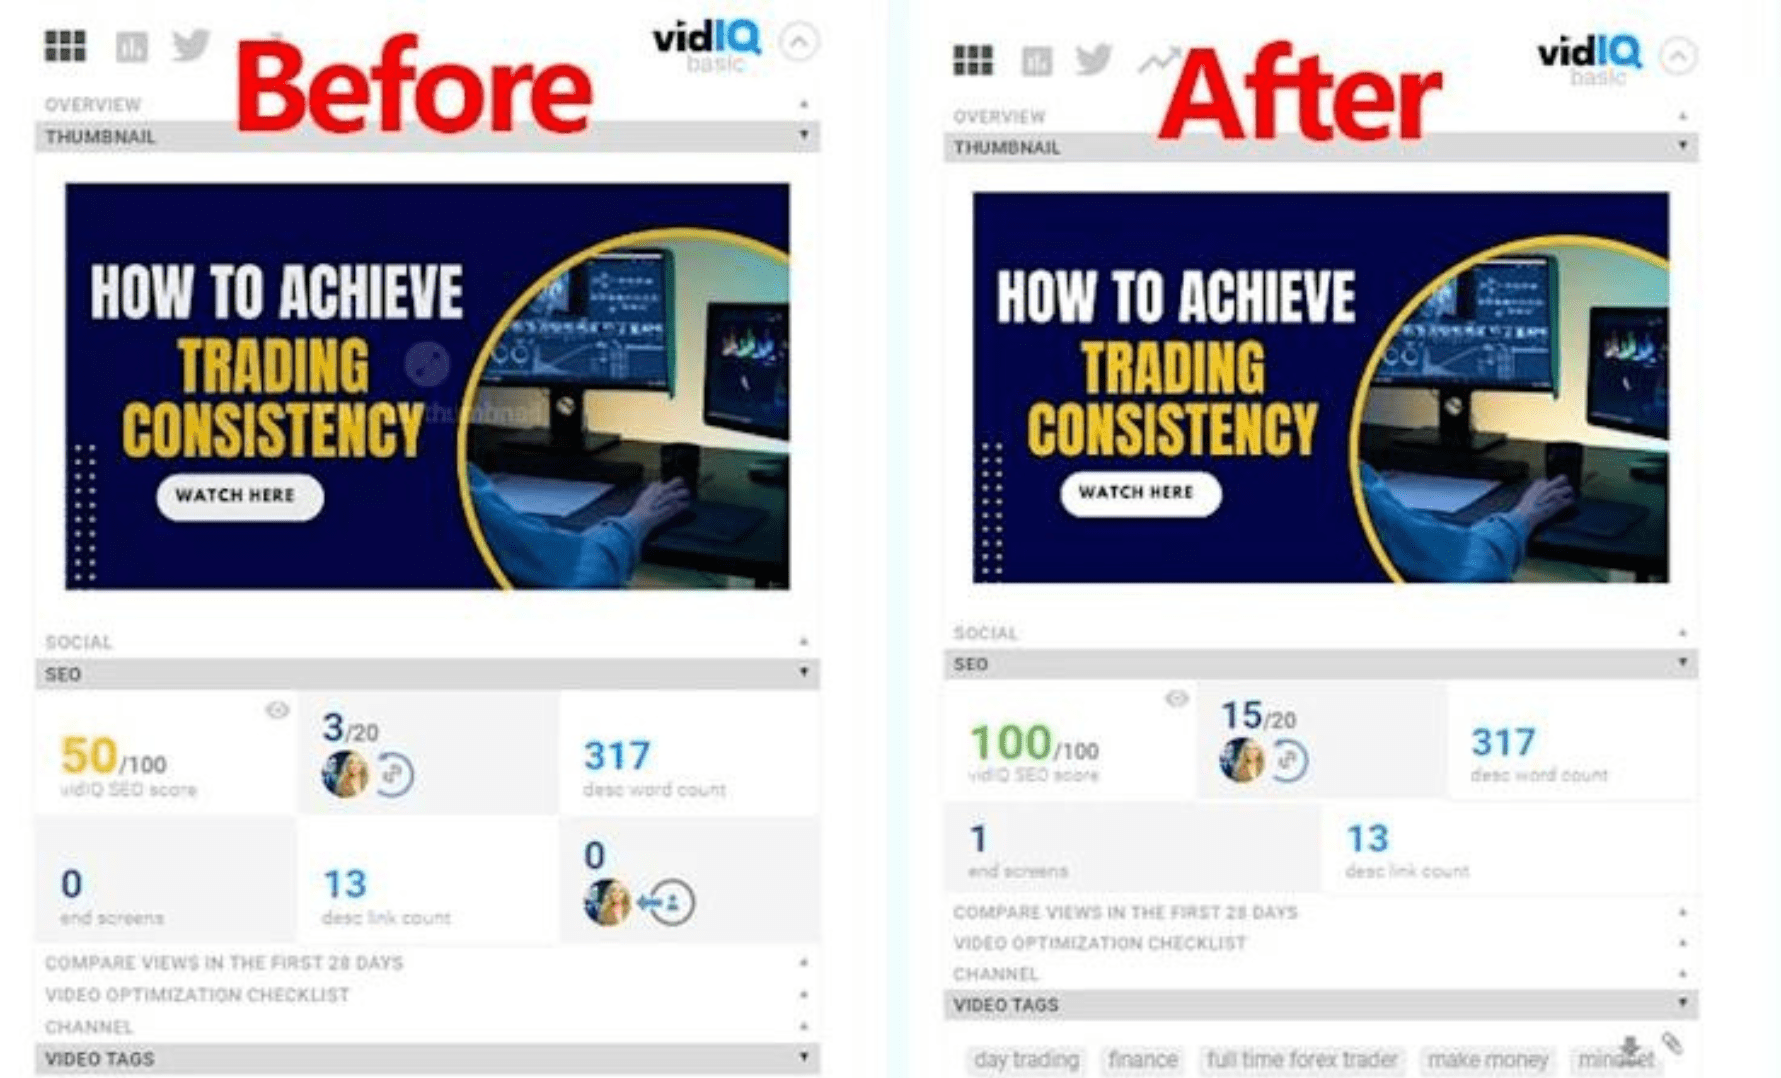 Before
vidIQ
basic
OVERVIEW
THUMBNAIL
HOW TO ACHIEVE
TRADING
CONSISTENCY
thumbnail
WATCH HERE
SOCIAL
SEO
50/100
vidIQ SEO score
3/20
317
desc word count
0
end screens
13
desc link count
0
COMPARE VIEWS IN THE FIRST 28 DAYS
VIDEO OPTIMIZATION CHECKLIST
CHANNEL
VIDEO TAGS
After
vidIQ
basic
OVERVIEW
THUMBNAIL
HOW TO ACHIEVE
TRADING
CONSISTENCY
WATCH HERE
SOCIAL
SEO
100/100
vidIQ SEO score
15/20
317
desc word count
1
end screens
13
desc link count
COMPARE VIEWS IN THE FIRST 28 DAYS
VIDEO OPTIMIZATION CHECKLIST
CHANNEL
VIDEO TAGS
day trading finance full time forex trader make money mindset